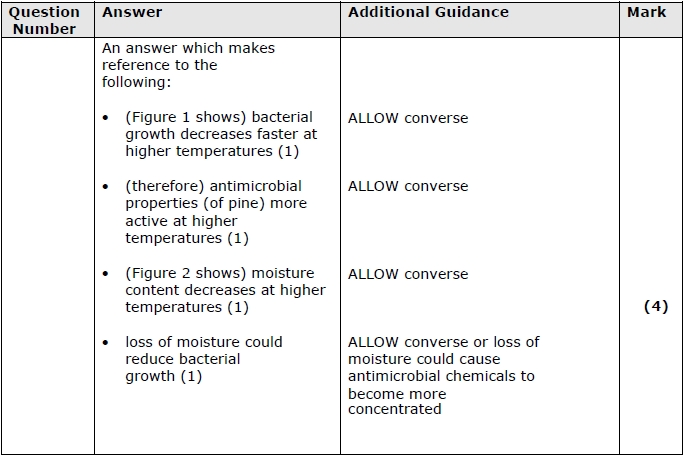 Question Number
Answer
Additional Guidance
Mark
An answer which makes
reference to the
following:
• (Figure 1 shows) bacterial
growth decreases faster at
higher temperatures (1)
ALLOW converse
• (therefore) antimicrobial
properties (of pine) more
active at higher
temperatures (1)
ALLOW converse
• (Figure 2 shows) moisture
content decreases at higher
temperatures (1)
ALLOW converse
• loss of moisture could
reduce bacterial
growth (1)
ALLOW converse or loss of
moisture could cause
antimicrobial chemicals to
become more
concentrated
(4)